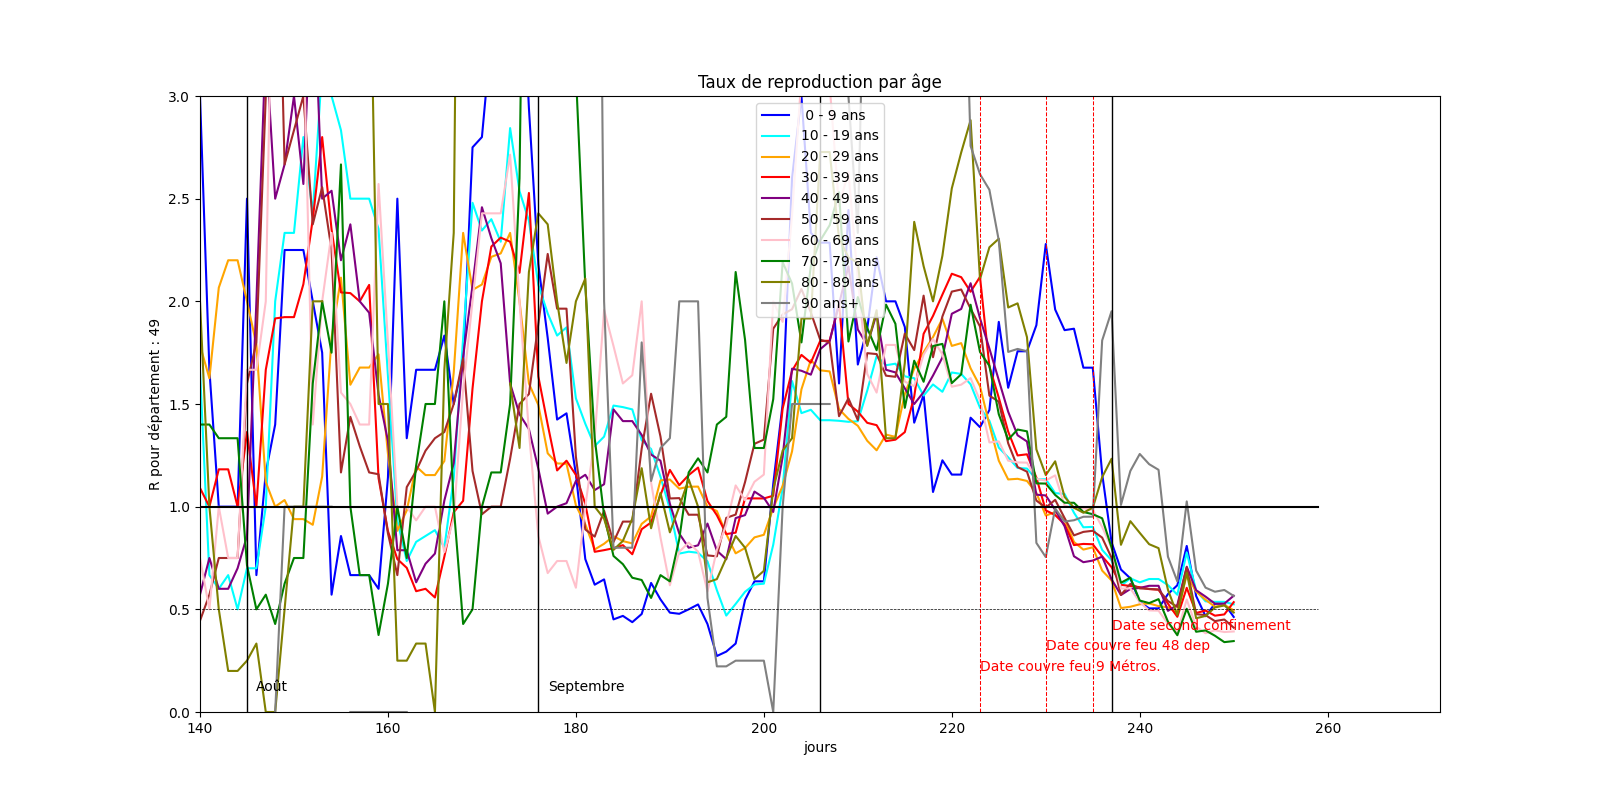 Taux de reproduction par âge
R pour département : 49
3.0
2.5
2.0
1.5
1.0
0.5
0.0
0 - 9 ans
10 - 19 ans
20 - 29 ans
30 - 39 ans
40 - 49 ans
50 - 59 ans
60 - 69 ans
70 - 79 ans
80 - 89 ans
90 ans+
Date second confinement
Date couvre feu 48 dep
Date couvre feu 9 Métros.
Août
Septembre
140
160
180
200
220
240
260
jours